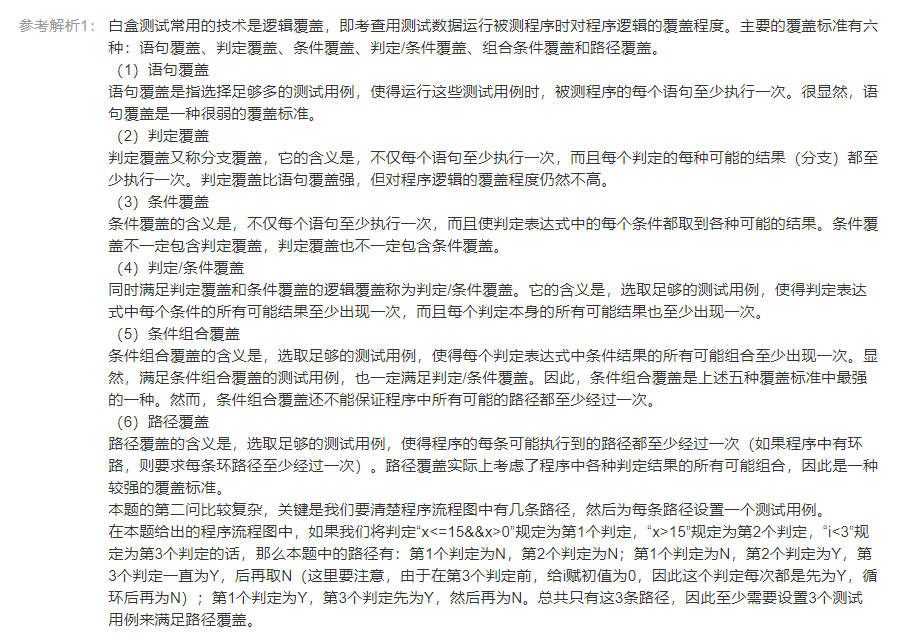 参考解析1： 白盒测试常用的技术是逻辑覆盖，即考查用测试数据运行被测程序时对程序逻辑的覆盖程度。主要的覆盖标准有六
种：语句覆盖、判定覆盖、条件覆盖、判定/条件覆盖、组合条件覆盖和路径覆盖。
（1）语句覆盖
语句覆盖是指选择足够多的测试用例，使得运行这些测试用例时，被测程序的每个语句至少执行一次。很显然，语
句覆盖是一种很弱的覆盖标准。
（2）判定覆盖
判定覆盖又称分支覆盖，它的含义是，不仅每个语句至少执行一次，而且每个判定的每种可能的结果（分支）都至
少执行一次。判定覆盖比语句覆盖强，但对程序逻辑的覆盖程度仍然不高。
（3）条件覆盖
条件覆盖的含义是，不仅每个语句至少执行一次，而且使判定表达式中的每个条件都取到各种可能的结果。条件覆
盖不一定包含判定覆盖，判定覆盖也不一定包含条件覆盖。
（4）判定/条件覆盖
同时满足判定覆盖和条件覆盖的逻辑覆盖称为判定/条件覆盖。它的含义是，选取足够的测试用例，使得判定表达
式中每个条件的所有可能结果至少出现一次，而且每个判定本身的所有可能结果也至少出现一次。
（5）条件组合覆盖
条件组合覆盖的含义是，选取足够的测试用例，使得每个判定表达式中条件结果的所有可能组合至少出现一次。显
然，满足条件组合覆盖的测试用例，也一定满足判定/条件覆盖。因此，条件组合覆盖是上述五种覆盖标准中最强
的一种。然而，条件组合覆盖还不能保证程序中所有可能的路径都至少经过一次。
（6）路径覆盖
路径覆盖的含义是，选取足够的测试用例，使得程序的每条可能执行到的路径都至少经过一次（如果程序中有环
路，则要求每条环路径至少经过一次）。路径覆盖实际上考虑了程序中各种判定结果的所有可能组合，因此是一种
较强的覆盖标准。
本题的第二问比较复杂，关键是我们要清楚程序流程图中有几条路径，然后为每条路径设置一个测试用例。
在本题给出的程序流程图中，如果我们将判定“x<=15&&x>0”规定为第1个判定，“x>15”规定为第2个判定，“i<3”规
定为第3个判定的话，那么本题中的路径有：第1个判定为N，第2个判定为N；第1个判定为N，第2个判定为Y，第
3个判定一直为Y，后再取N（这里要注意，由于在第3个判定前，给i赋初值为0，因此这个判定每次都是先为Y，循
环后再为N）；第1个判定为Y，第3个判定先为Y，然后再为N。总共只有这3条路径，因此至少需要设置3个测试
用例来满足路径覆盖。